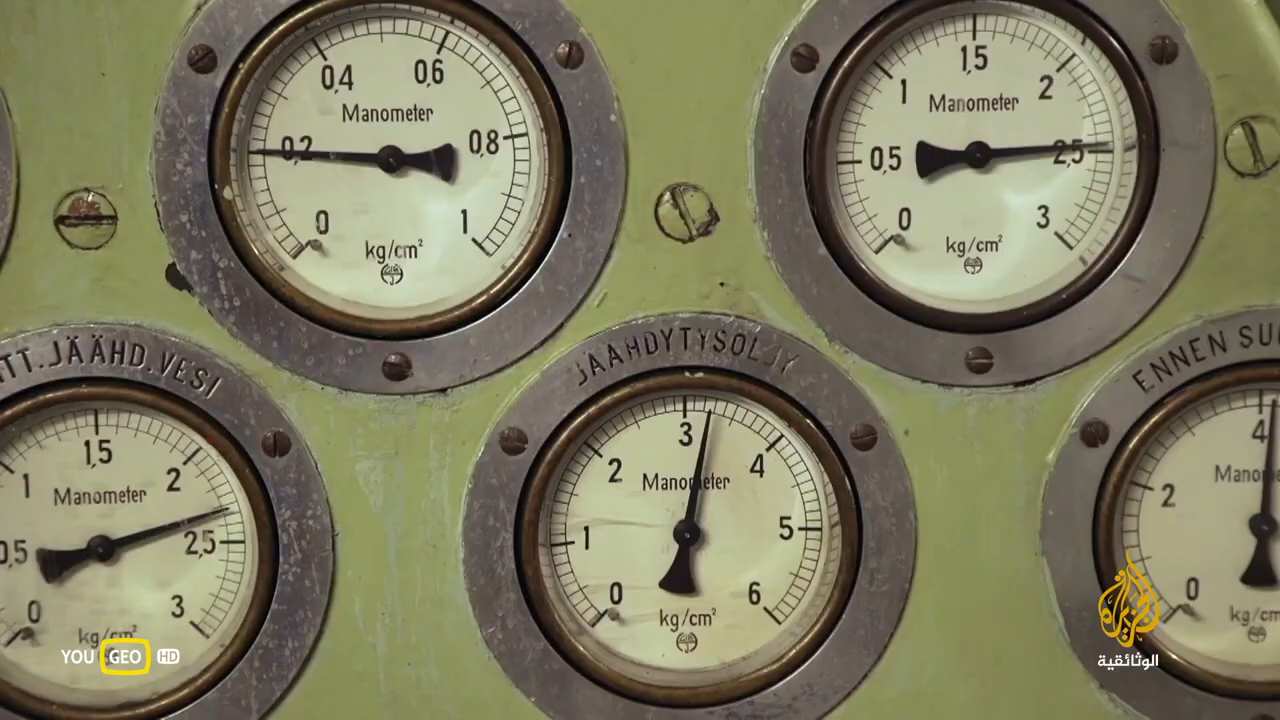 0,4 0,6
Manometer
0,2 0,8
0 1
kg/cm²
1,5
1 2
Manometer
0,5 2,5
0 3
kg/cm²
TT.JÄÄHD.VESI
1,5
1 2
Manometer
0,5 2,5
0 3
kg/cm²
JÄÄHDYTYSÖLJY
3
2 4
Manometer
1 5
0 6
kg/cm²
ENNEN SU
4
2
0
YOU GEO HD
الجزيرة
الوثائقية